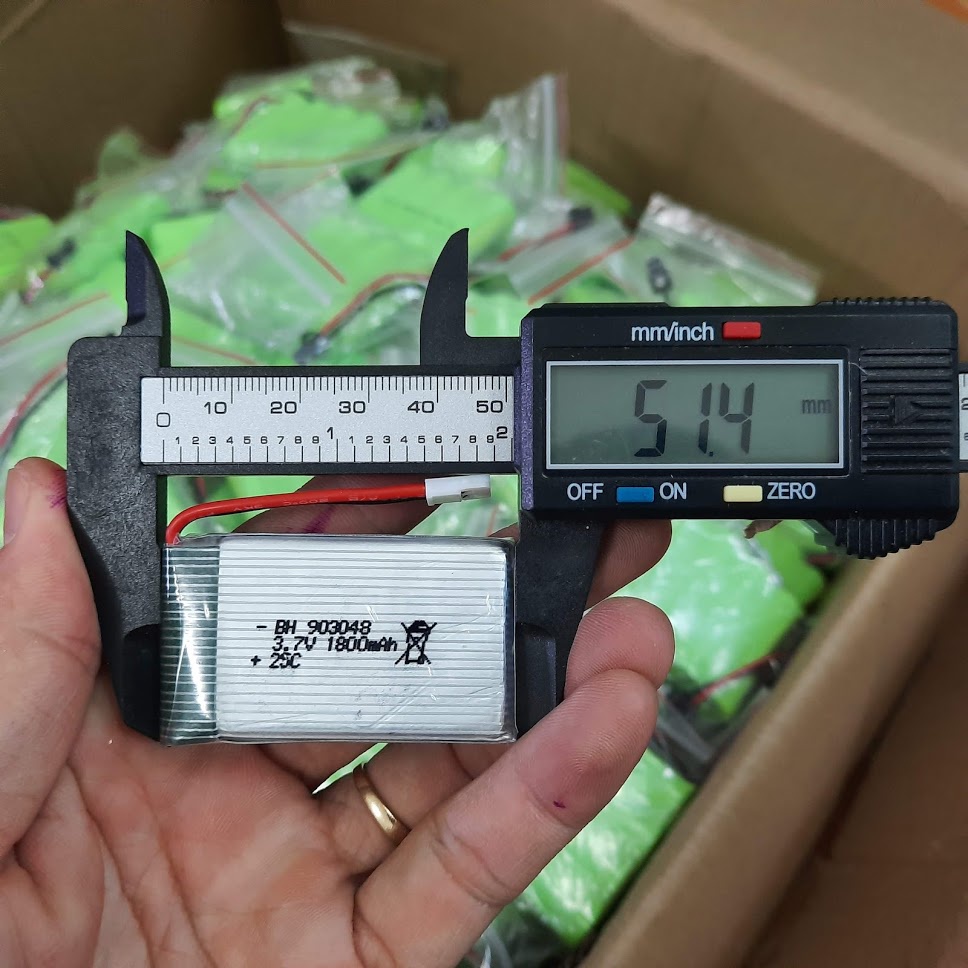 mm/inch
51.4 mm
OFF ON ZERO
0 10 20 30 40 50
1 2 3 4 5 6 7 8 9 1 1 2 3 4 5 6 7 8 9 2
- BH 903048
3.7V 1800mAh
+ 25C